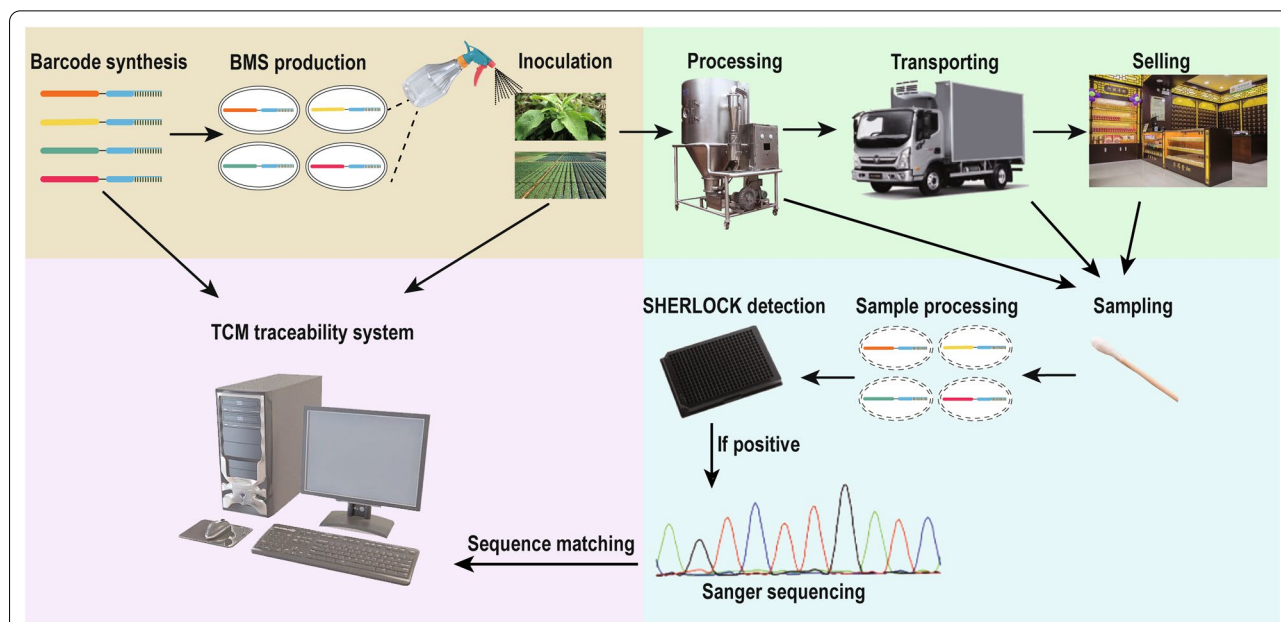 Barcode synthesis
BMS production
Inoculation
Processing
Transporting
Selling
TCM traceability system
SHERLOCK detection
Sample processing
Sampling
If positive
Sequence matching
Sanger sequencing